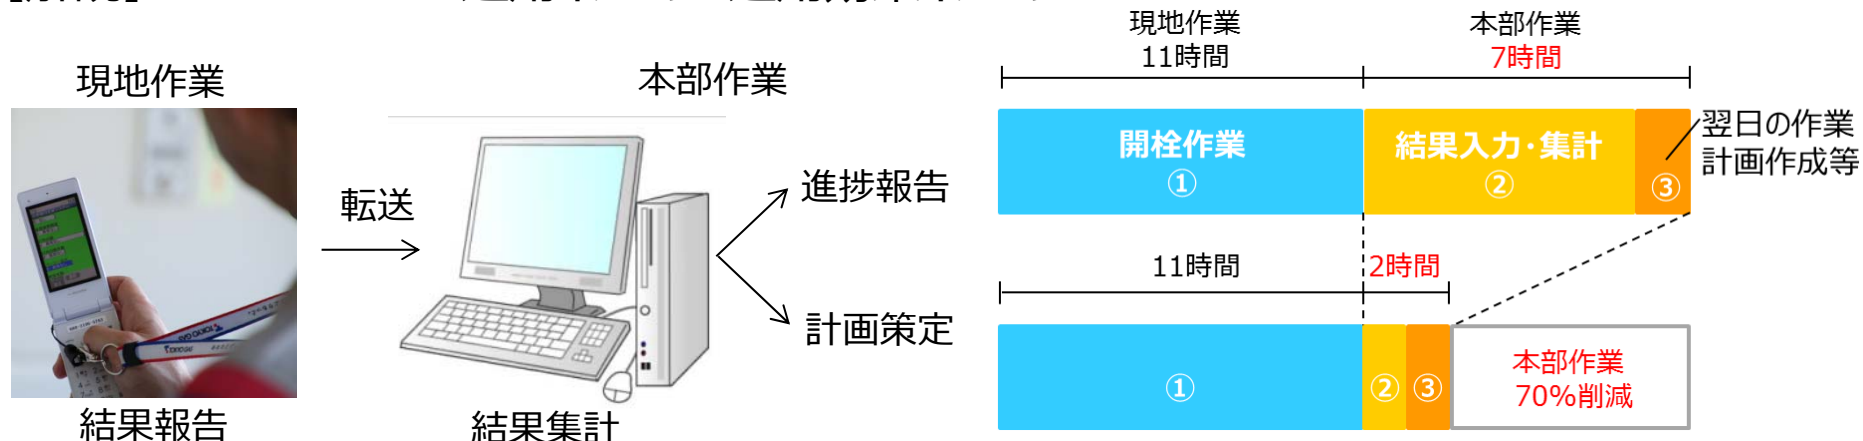 現地作業
結果報告
転送
本部作業
結果集計
進捗報告
計画策定
現地作業
11時間
本部作業
7時間
開栓作業
①
結果入力・集計
②
③
翌日の作業
計画作成等
11時間
2時間
①
②
③
本部作業
70%削減